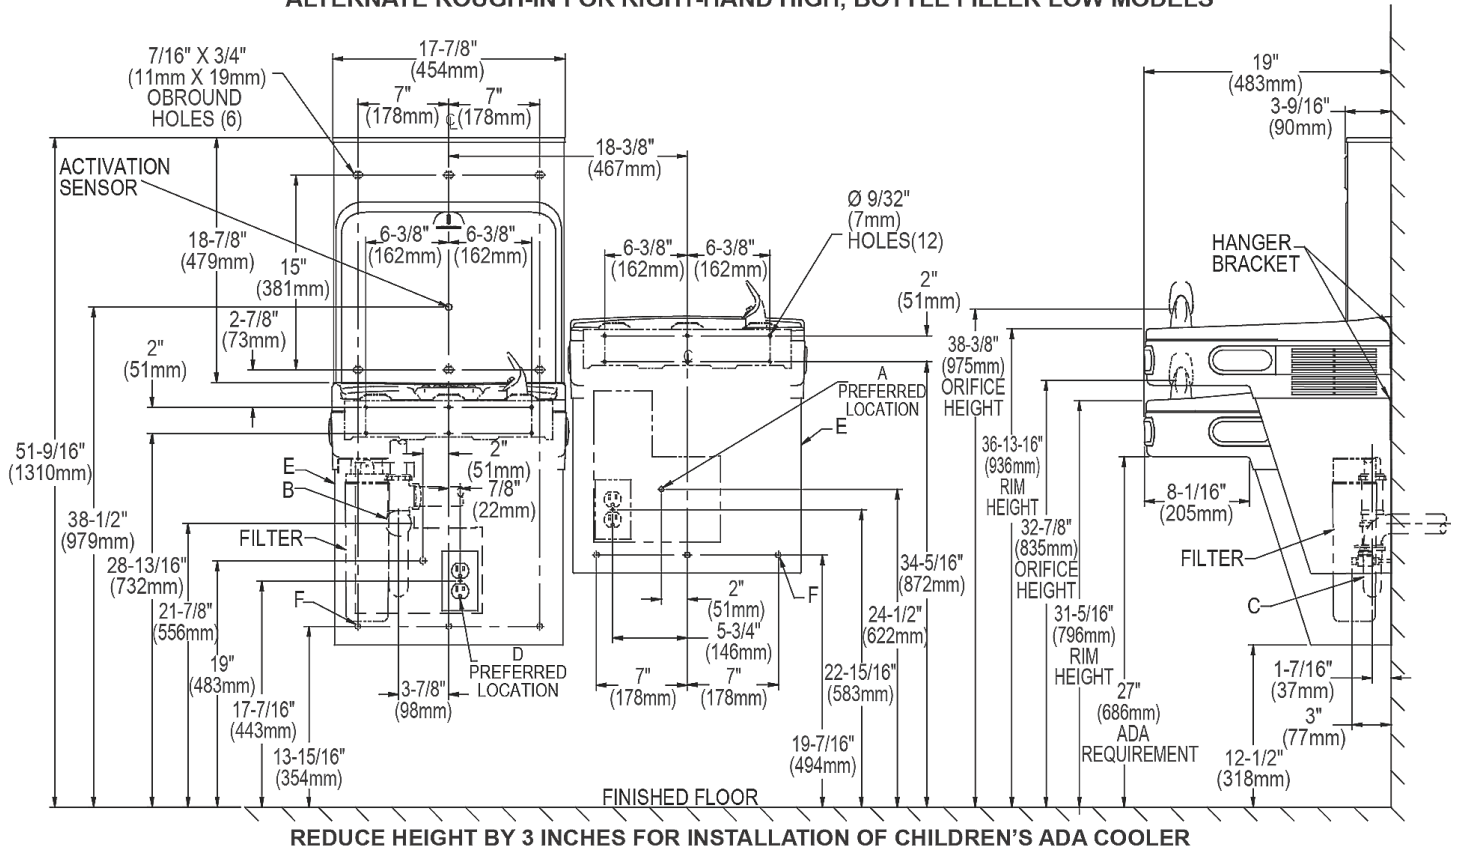 ALTERNATE ROUGH-IN FOR RIGHT-HAND HIGH, BOTTLE FILLER LOW MODELS
7/16" X 3/4"
(11mm X 19mm)
OBROUND
HOLES (6)
17-7/8"
(454mm)
7"
(178mm)
7"
(178mm)
℄
ACTIVATION
SENSOR
18-3/8"
(467mm)
Ø 9/32"
(7mm)
HOLES(12)
18-7/8"
(479mm)
15"
(381mm)
2-7/8"
(73mm)
2"
(51mm)
6-3/8"
(162mm)
6-3/8"
(162mm)
6-3/8"
(162mm)
6-3/8"
(162mm)
2"
(51mm)
℄
A
PREFERRED
LOCATION
E
51-9/16"
(1310mm)
38-1/2"
(979mm)
28-13/16"
(732mm)
21-7/8"
(556mm)
19"
(483mm)
17-7/16"
(443mm)
13-15/16"
(354mm)
E
B
FILTER
F
2"
(51mm)
7/8"
(22mm)
D
PREFERRED
LOCATION
3-7/8"
(98mm)
F
2"
(51mm)
5-3/4"
(146mm)
7"
(178mm)
7"
(178mm)
19-7/16"
(494mm)
22-15/16"
(583mm)
24-1/2"
(622mm)
34-5/16"
(872mm)
38-3/8"
(975mm)
ORIFICE
HEIGHT
36-13-16"
(936mm)
RIM
HEIGHT
32-7/8"
(835mm)
ORIFICE
HEIGHT
31-5/16"
(796mm)
RIM
HEIGHT
27"
(686mm)
ADA
REQUIREMENT
19"
(483mm)
3-9/16"
(90mm)
HANGER
BRACKET
8-1/16"
(205mm)
FILTER
C
1-7/16"
(37mm)
3"
(77mm)
12-1/2"
(318mm)
FINISHED FLOOR
REDUCE HEIGHT BY 3 INCHES FOR INSTALLATION OF CHILDREN'S ADA COOLER